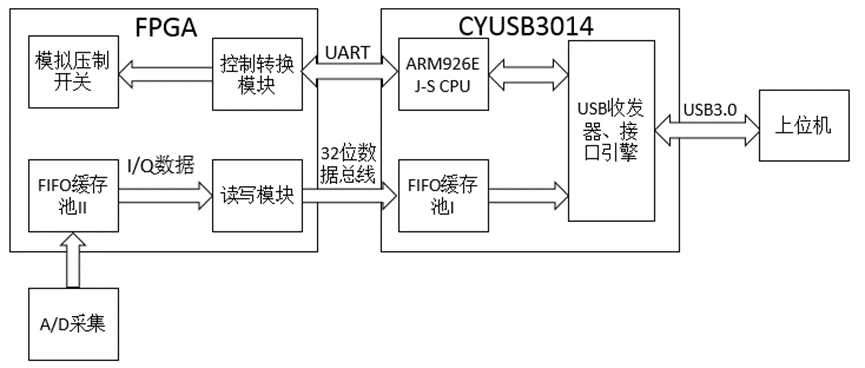 FPGA
CYUSB3014
模拟压制
开关
控制转换
模块
UART
ARM926E
J-S CPU
USB收发
器、接
口引擎
USB3.0
上位机
FIFO缓存
池II
I/Q数据
读写模块
32位数
据总线
FIFO缓存
池I
A/D采集